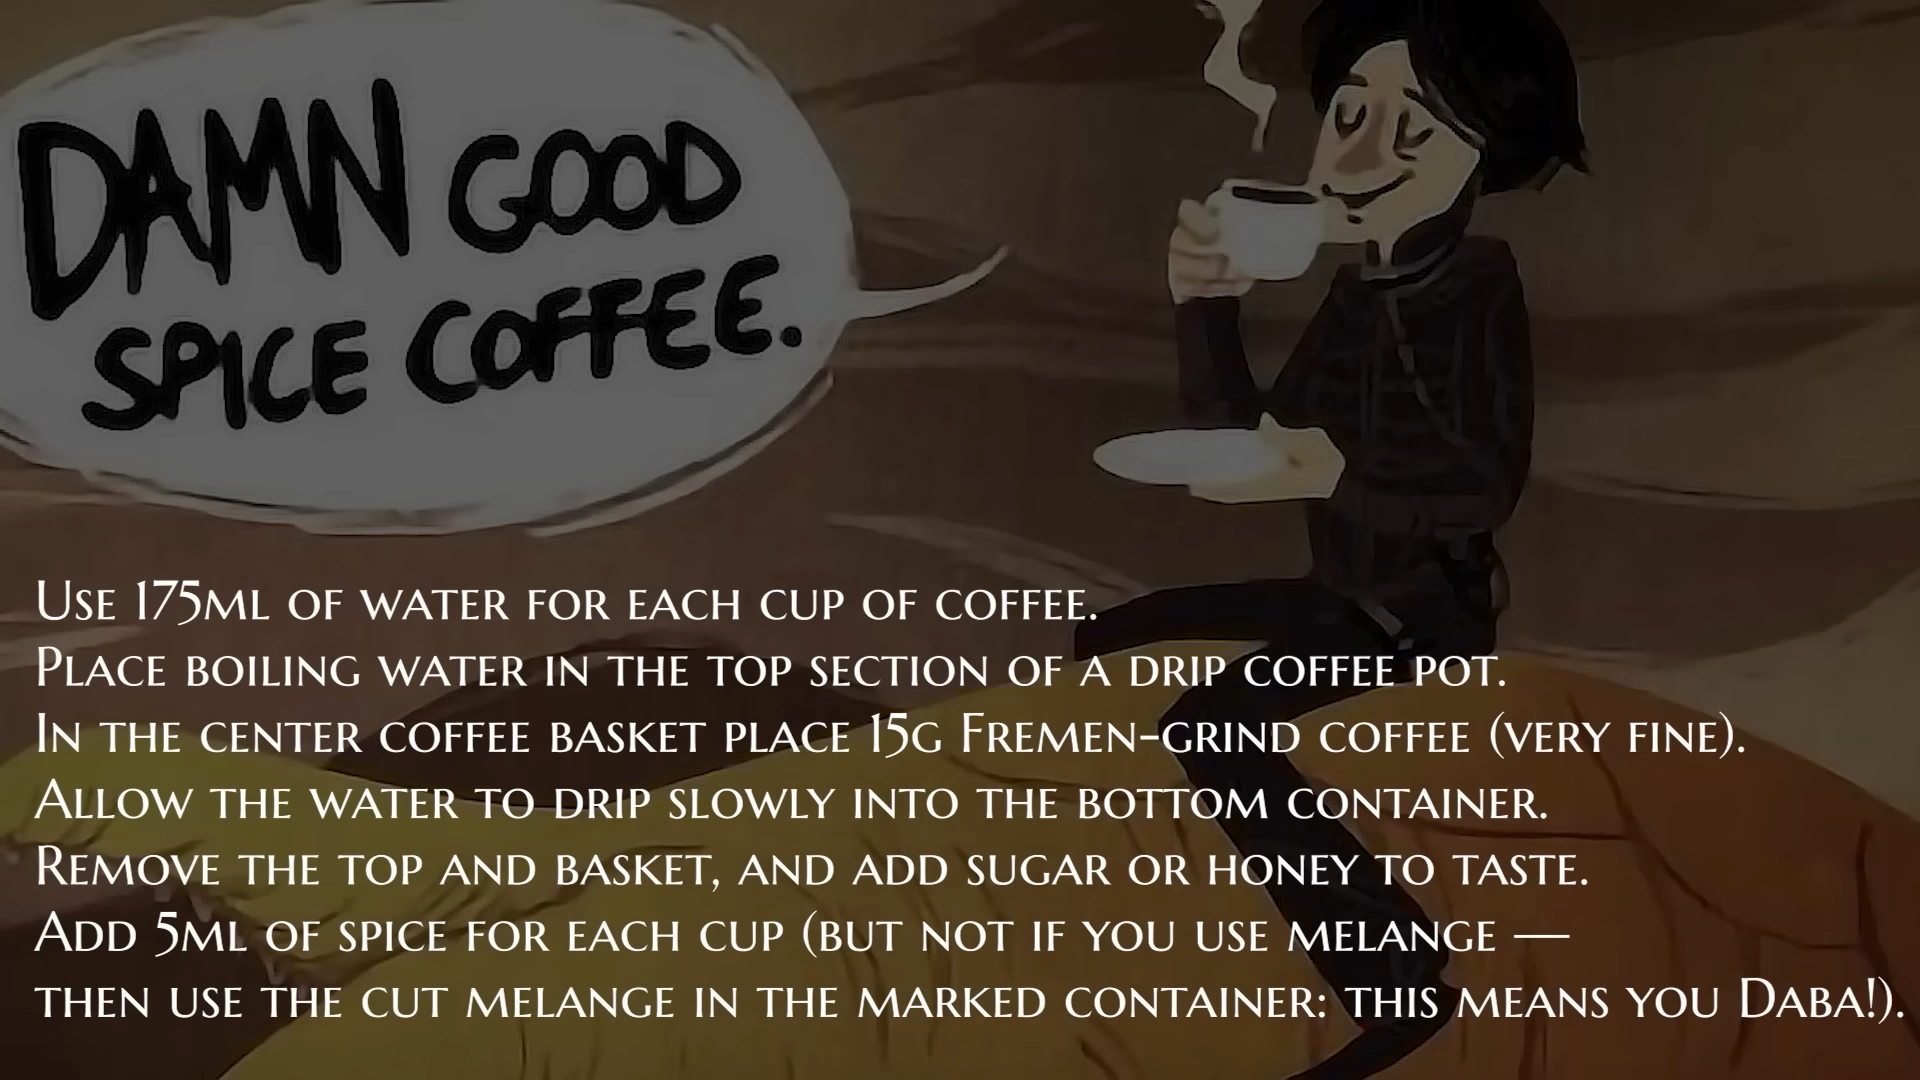 DAMN GOOD
SPICE COFFEE.
Use 175ml of water for each cup of coffee.
Place boiling water in the top section of a drip coffee pot.
In the center coffee basket place 15g Fremen-grind coffee (very fine).
Allow the water to drip slowly into the bottom container.
Remove the top and basket, and add sugar or honey to taste.
Add 5ml of spice for each cup (but not if you use melange —
then use the cut melange in the marked container: this means you Daba!).